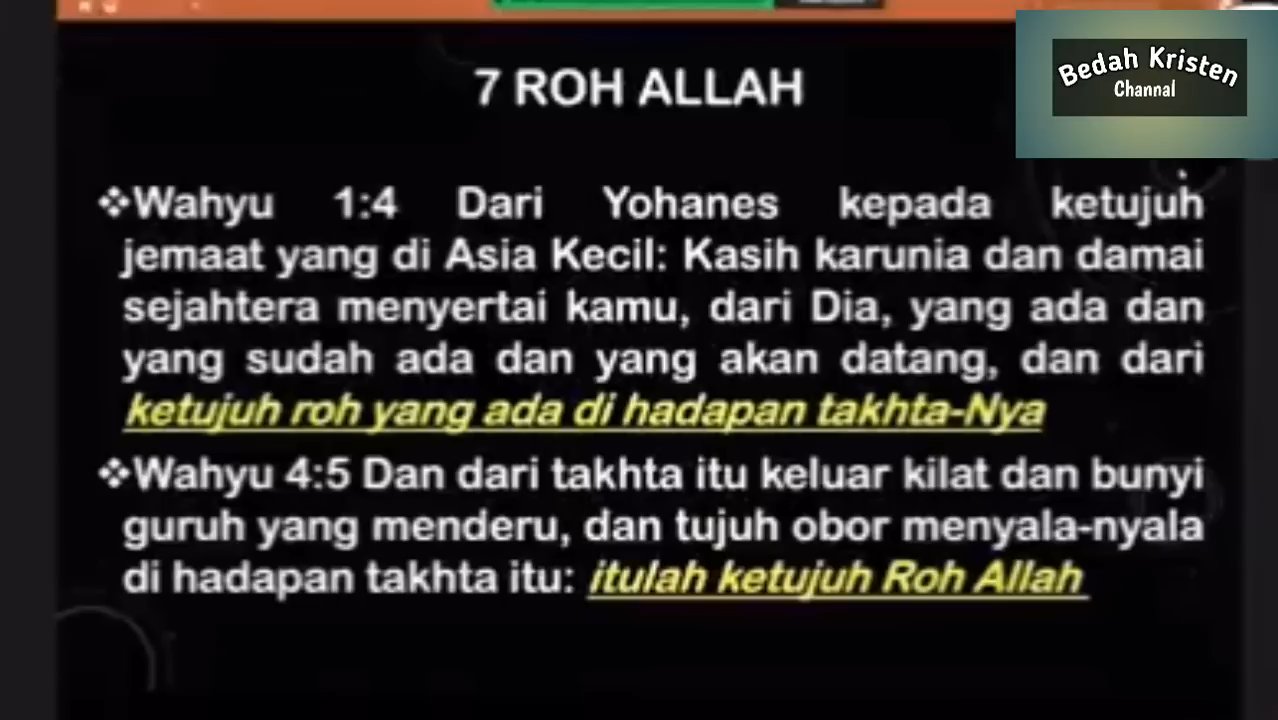 7 ROH ALLAH
Bedah Kristen
Channal
❖Wahyu 1:4 Dari Yohanes kepada ketujuh
jemaat yang di Asia Kecil: Kasih karunia dan damai
sejahtera menyertai kamu, dari Dia, yang ada dan
yang sudah ada dan yang akan datang, dan dari
ketujuh roh yang ada di hadapan takhta-Nya
❖Wahyu 4:5 Dan dari takhta itu keluar kilat dan bunyi
guruh yang menderu, dan tujuh obor menyala-nyala
di hadapan takhta itu: itulah ketujuh Roh Allah